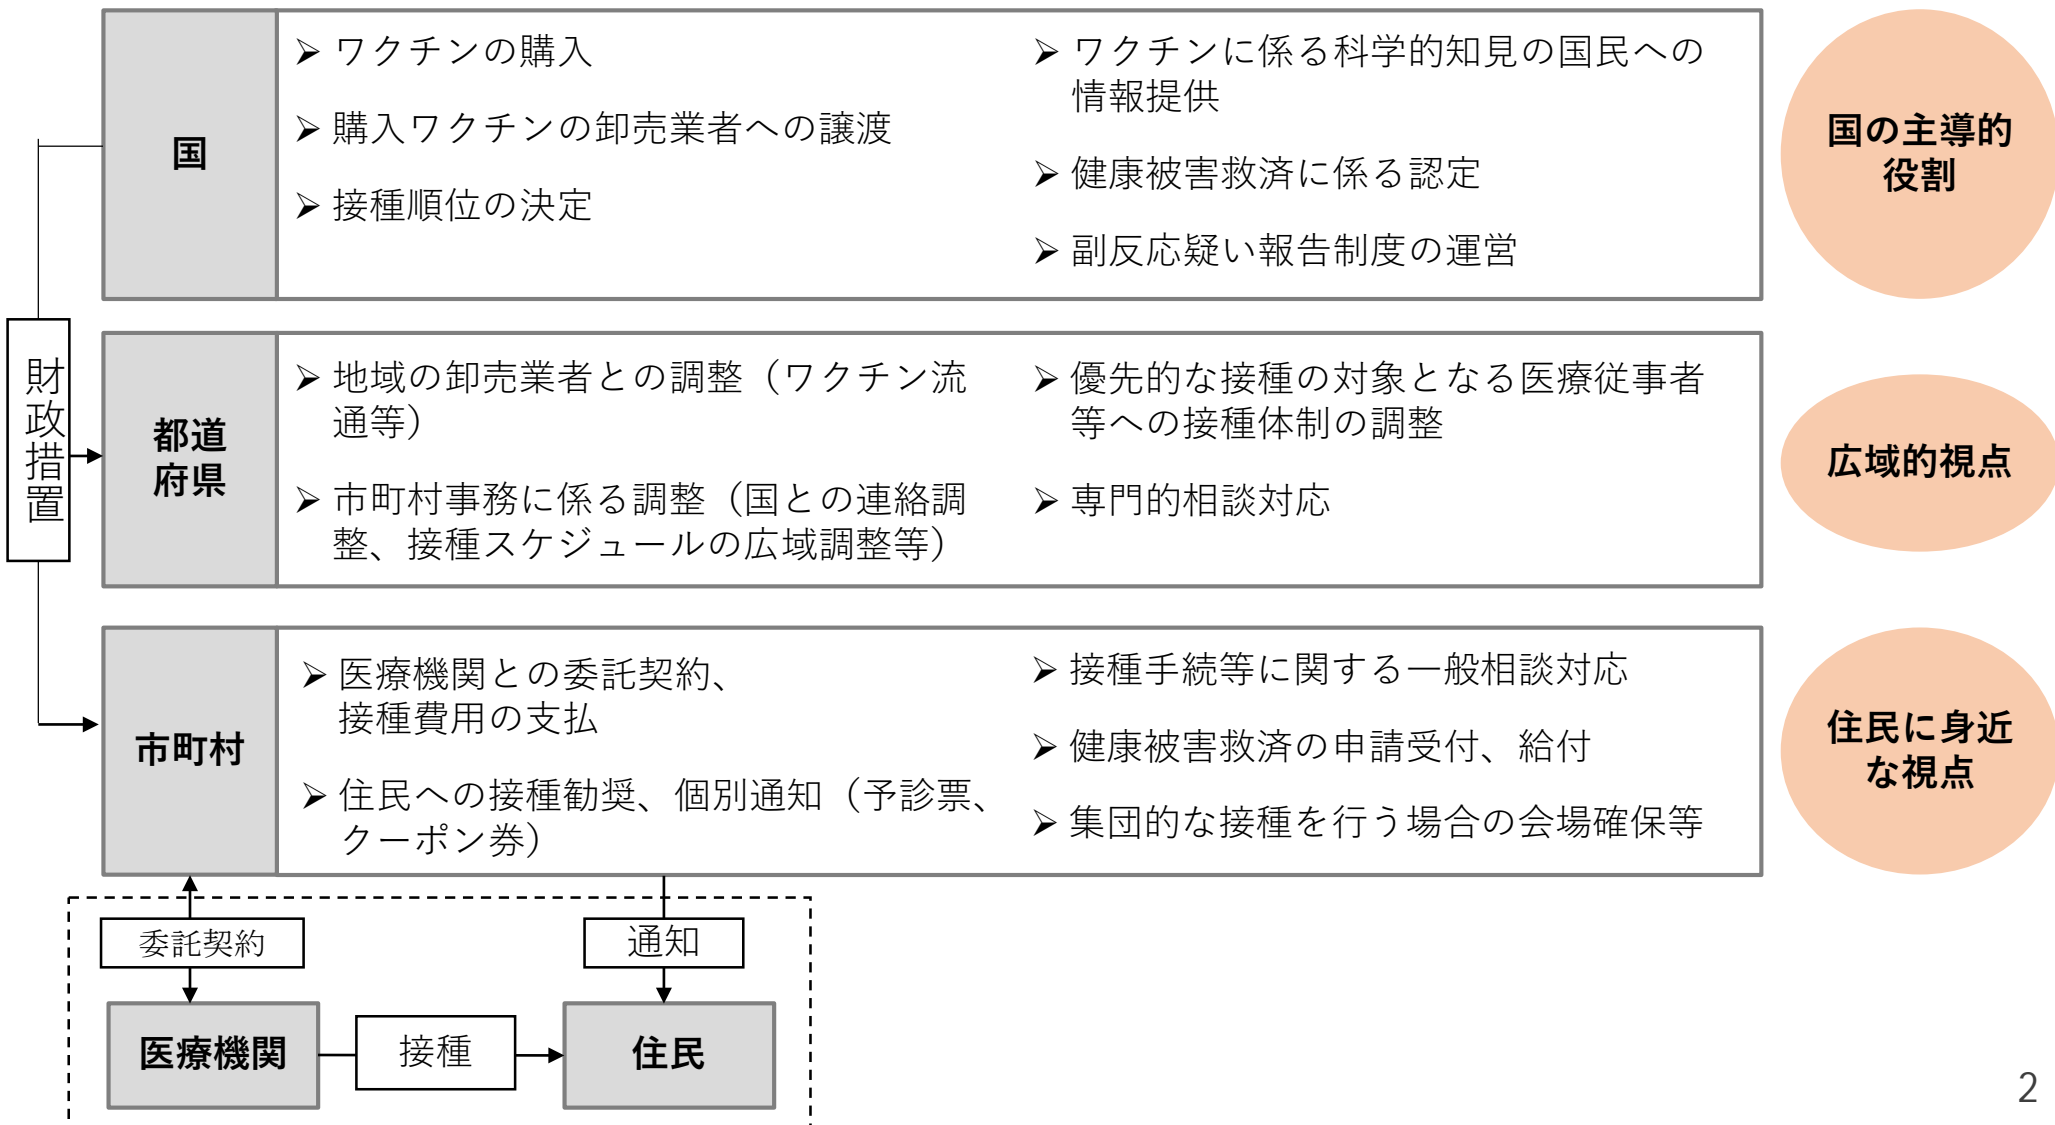 国
➢ ワクチンの購入
➢ 購入ワクチンの卸売業者への譲渡
➢ 接種順位の決定
➢ ワクチンに係る科学的知見の国民への
情報提供
➢ 健康被害救済に係る認定
➢ 副反応疑い報告制度の運営
国の主導的
役割
財政措置
都道
府県
➢ 地域の卸売業者との調整（ワクチン流
通等）
➢ 市町村事務に係る調整（国との連絡調
整、接種スケジュールの広域調整等）
➢ 優先的な接種の対象となる医療従事者
等への接種体制の調整
➢ 専門的相談対応
広域的視点
市町村
➢ 医療機関との委託契約、
接種費用の支払
➢ 住民への接種勧奨、個別通知（予診票、
クーポン券）
➢ 接種手続等に関する一般相談対応
➢ 健康被害救済の申請受付、給付
➢ 集団的な接種を行う場合の会場確保等
住民に身近
な視点
委託契約
通知
医療機関
接種
住民
2